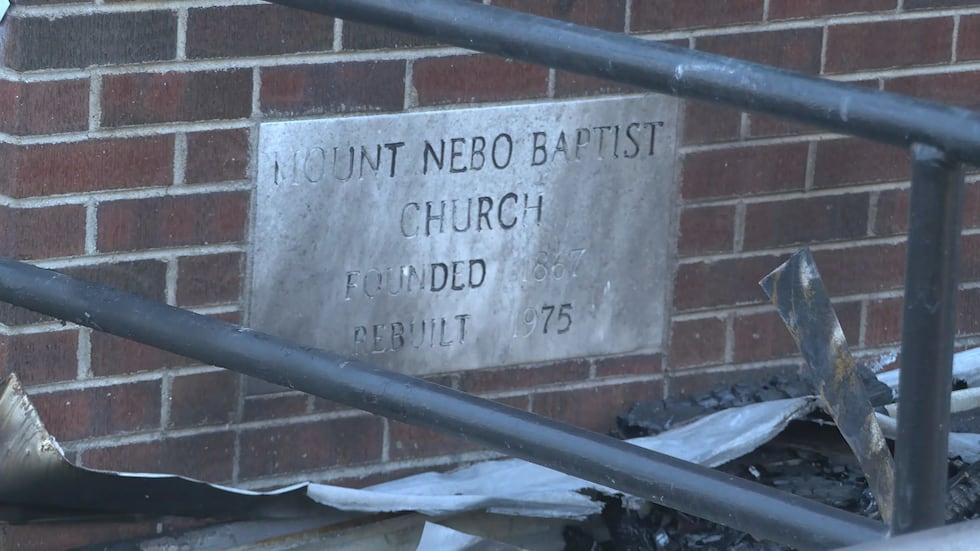 MOUNT NEBO BAPTIST
CHURCH
FOUNDED 1867
REBUILT 1975